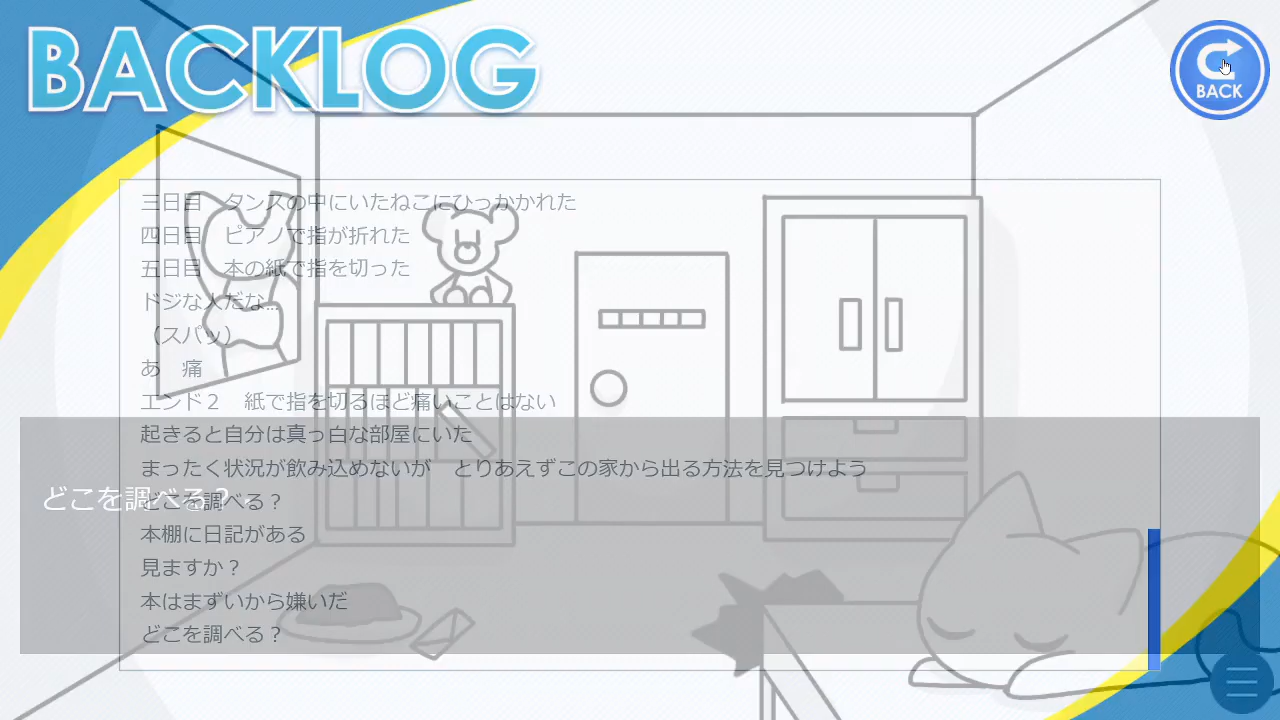 BACKLOG
BACK
三日目　タンスの中にいたねこにひっかかれた
四日目　ピアノで指が折れた
五日目　本の紙で指を切った
ドジな人だな…
（スパッ）
あ　痛
エンド２　紙で指を切るほど痛いことはない
起きると自分は真っ白な部屋にいた
まったく状況が飲み込めないが　とりあえずこの家から出る方法を見つけよう
どこを調べる？
どこを調べる？
本棚に日記がある
見ますか？
本はまずいから嫌いだ
どこを調べる？